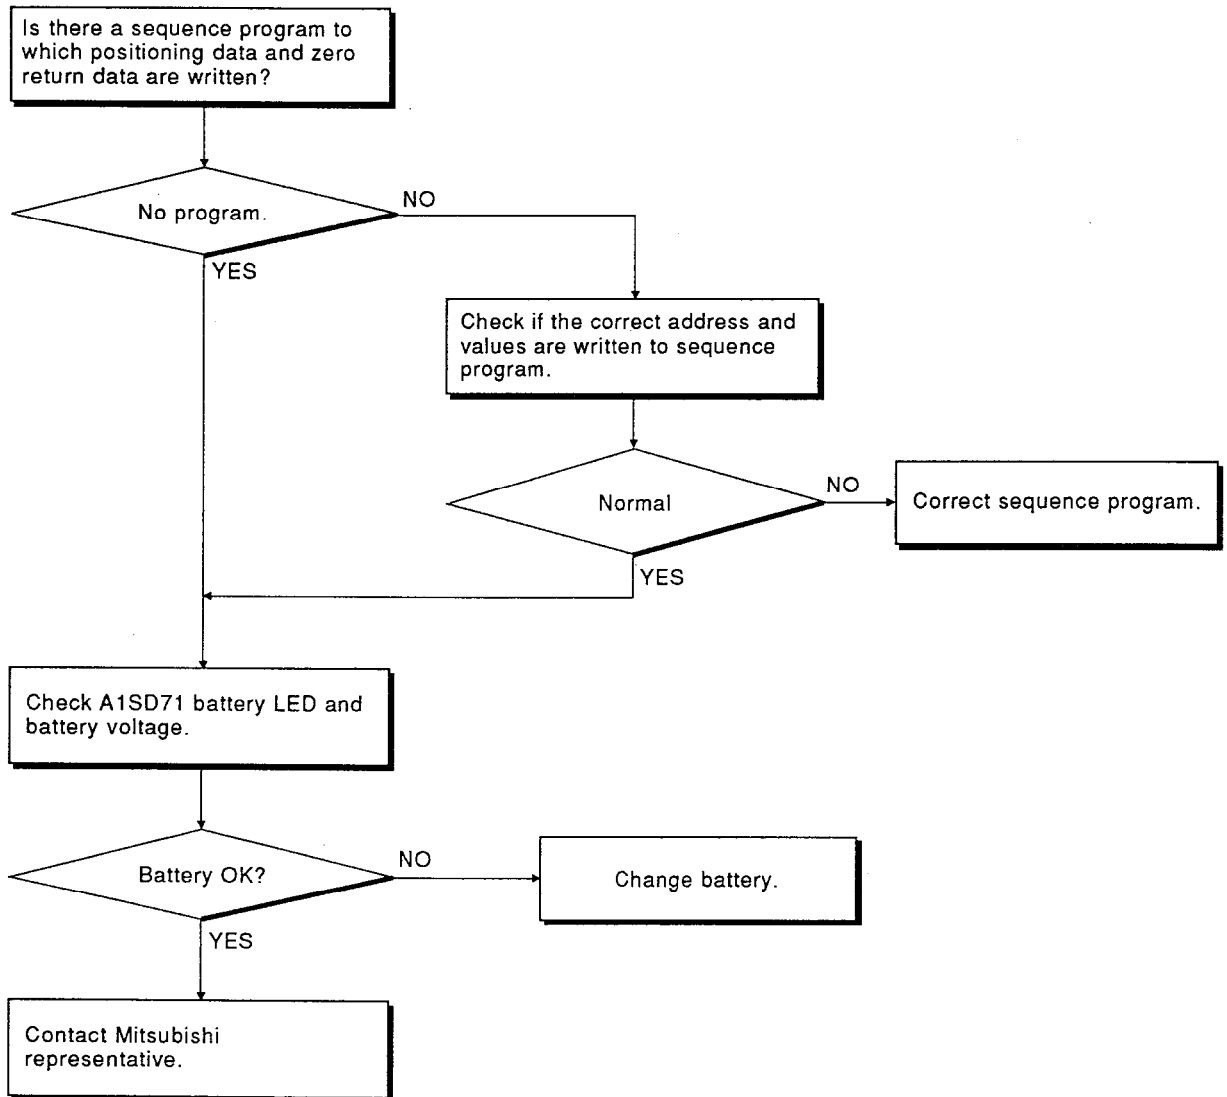 Is there a sequence program to
which positioning data and zero
return data are written?
No program.
NO
YES
Check if the correct address and
values are written to sequence
program.
Normal
NO
Correct sequence program.
YES
Check A1SD71 battery LED and
battery voltage.
Battery OK?
NO
Change battery.
YES
Contact Mitsubishi
representative.